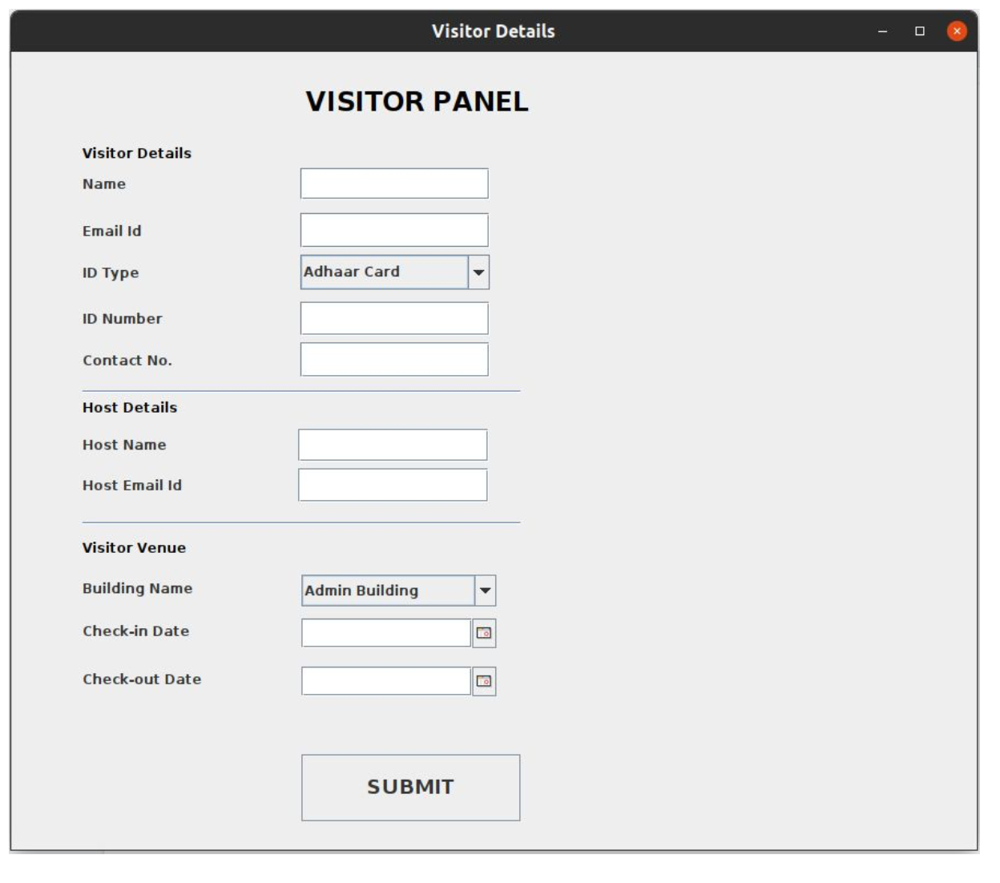 Visitor Details
VISITOR PANEL
Visitor Details
Name
Email Id
ID Type
Adhaar Card
ID Number
Contact No.
Host Details
Host Name
Host Email Id
Visitor Venue
Building Name
Admin Building
Check-in Date
Check-out Date
SUBMIT